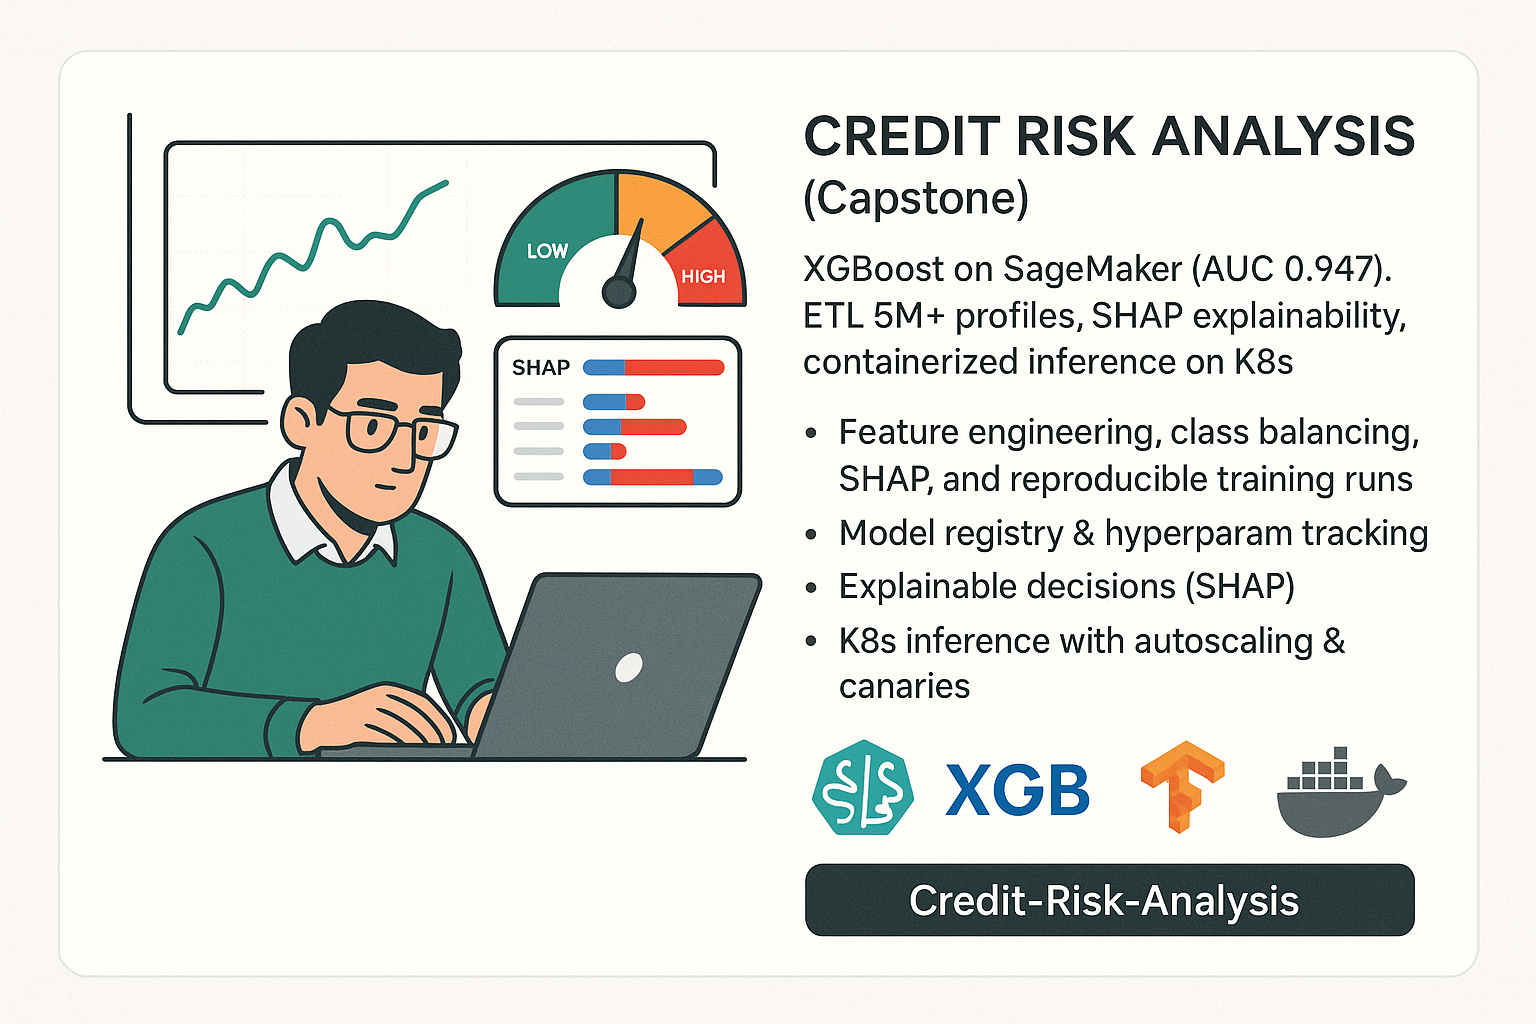 LOW
HIGH
SHAP
CREDIT RISK ANALYSIS
(Capstone)
XGBoost on SageMaker (AUC 0.947).
ETL 5M+ profiles, SHAP explainability,
containerized inference on K8s
• Feature engineering, class balancing,
SHAP, and reproducible training runs
• Model registry & hyperparam tracking
• Explainable decisions (SHAP)
• K8s inference with autoscaling &
canaries
XGB
Credit-Risk-Analysis